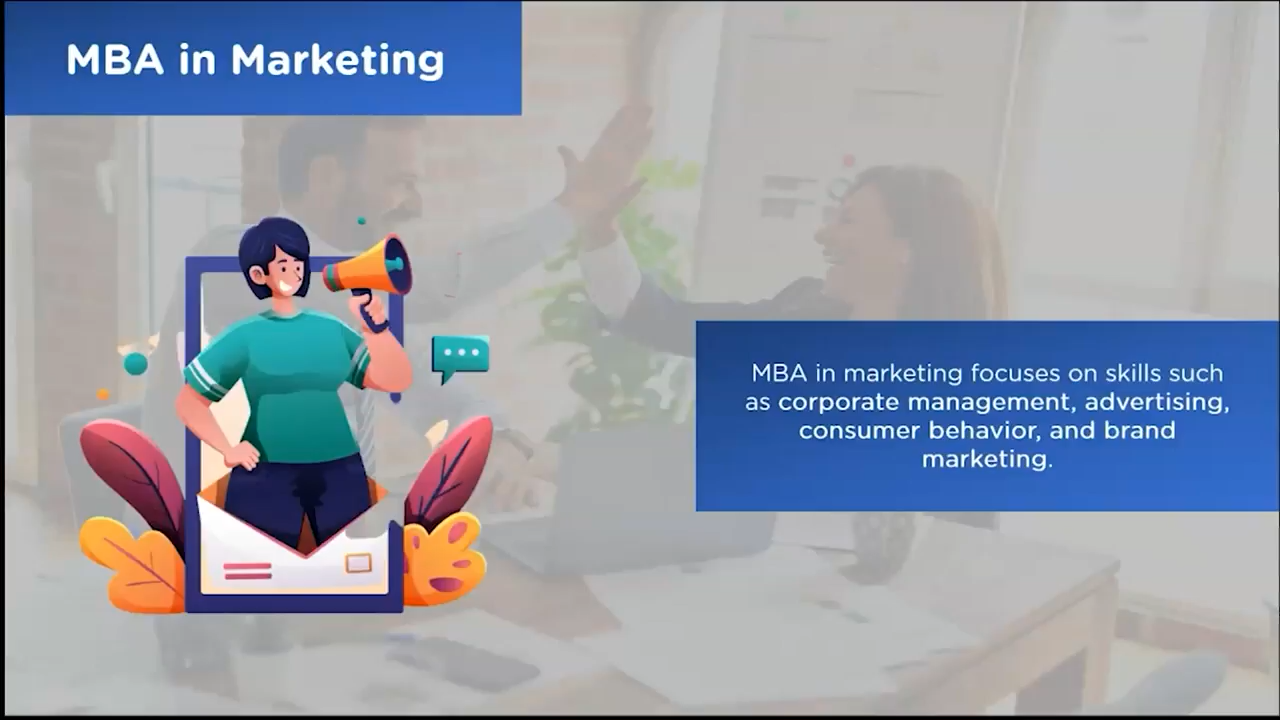 MBA in Marketing
MBA in marketing focuses on skills such
as corporate management, advertising,
consumer behavior, and brand
marketing.